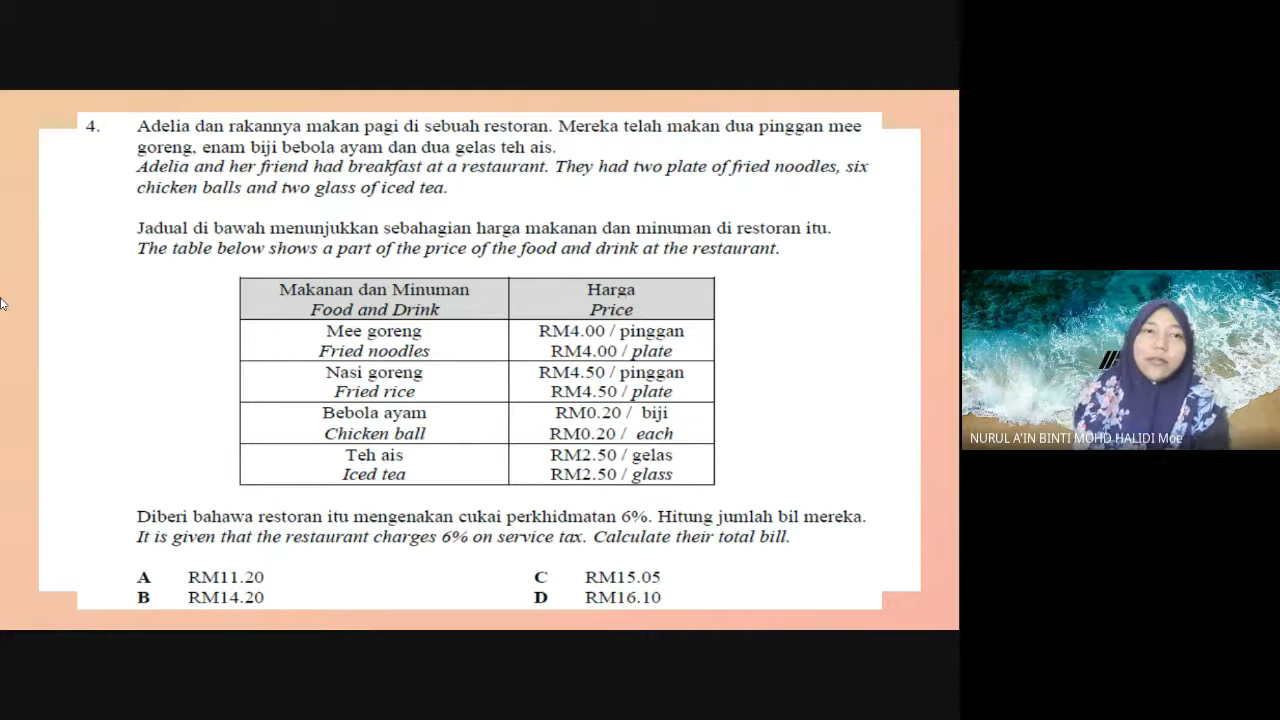 4. Adelia dan rakannya makan pagi di sebuah restoran. Mereka telah makan dua pinggan mee
goreng, enam biji bebola ayam dan dua gelas teh ais.
Adelia and her friend had breakfast at a restaurant. They had two plate of fried noodles, six
chicken balls and two glass of iced tea.
Jadual di bawah menunjukkan sebahagian harga makanan dan minuman di restoran itu.
The table below shows a part of the price of the food and drink at the restaurant.
Makanan dan Minuman Harga
Food and Drink Price
Mee goreng RM4.00 / pinggan
Fried noodles RM4.00 / plate
Nasi goreng RM4.50 / pinggan
Fried rice RM4.50 / plate
Bebola ayam RM0.20 / biji
Chicken ball RM0.20 / each
Teh ais RM2.50 / gelas
Iced tea RM2.50 / glass
Diberi bahawa restoran itu mengenakan cukai perkhidmatan 6%. Hitung jumlah bil mereka.
It is given that the restaurant charges 6% on service tax. Calculate their total bill.
A RM11.20 C RM15.05
B RM14.20 D RM16.10
NURUL A'IN BINTI MOHD HALIDI Moe